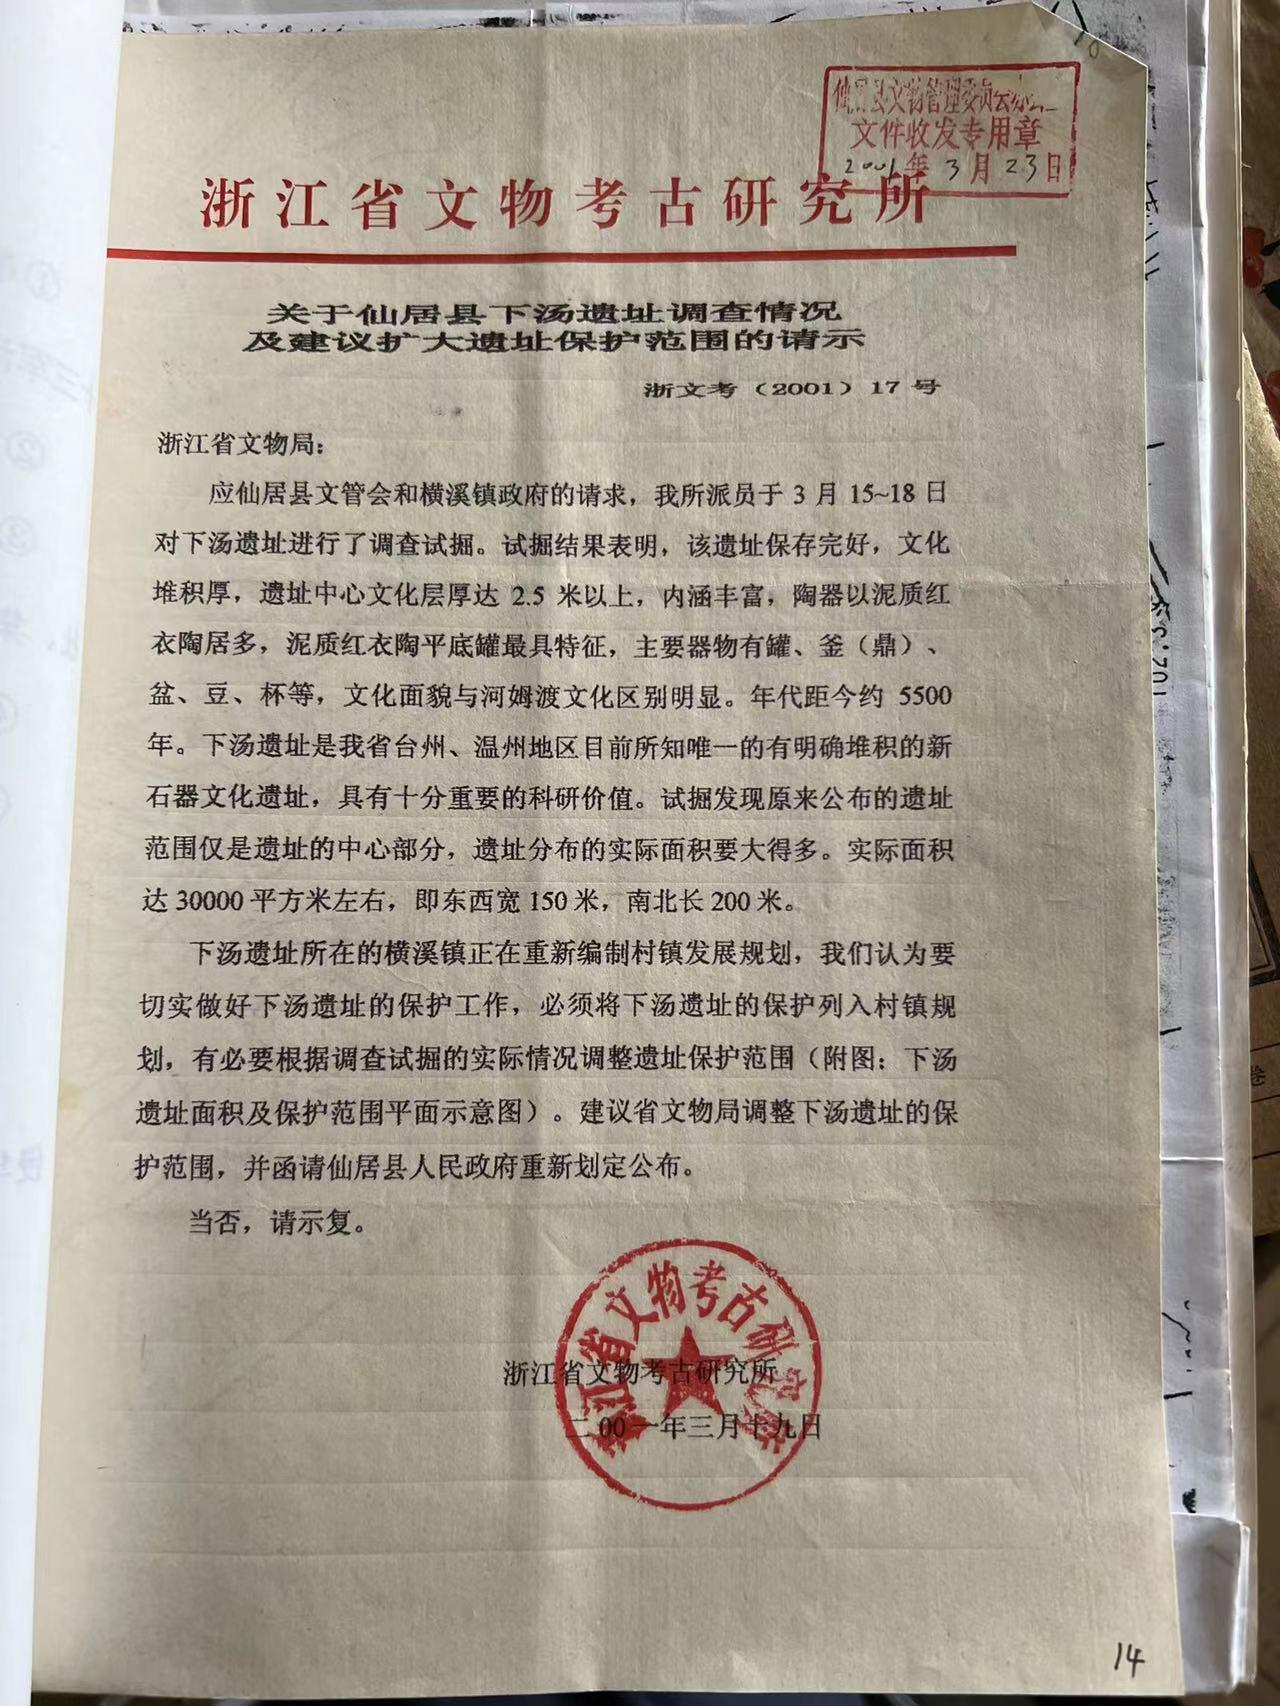 仙居县文物管理委员会办公室
文件收发专用章
2001年3月23日
浙江省文物考古研究所
关于仙居县下汤遗址调查情况
及建议扩大遗址保护范围的请示
浙文考（2001）17号
浙江省文物局：
应仙居县文管会和横溪镇政府的请求，我所派员于3月15~18日
对下汤遗址进行了调查试掘。试掘结果表明，该遗址保存完好，文化
堆积厚，遗址中心文化层厚达2.5米以上，内涵丰富，陶器以泥质红
衣陶居多，泥质红衣陶平底罐最具特征，主要器物有罐、釜（鼎）、
盆、豆、杯等，文化面貌与河姆渡文化区别明显。年代距今约5500
年。下汤遗址是我省台州、温州地区目前所知唯一的有明确堆积的新
石器文化遗址，具有十分重要的科研价值。试掘发现原来公布的遗址
范围仅是遗址的中心部分，遗址分布的实际面积要大得多。实际面积
达30000平方米左右，即东西宽150米，南北长200米。
下汤遗址所在的横溪镇正在重新编制村镇发展规划，我们认为要
切实做好下汤遗址的保护工作，必须将下汤遗址的保护列入村镇规
划，有必要根据调查试掘的实际情况调整遗址保护范围（附图：下汤
遗址面积及保护范围平面示意图）。建议省文物局调整下汤遗址的保
护范围，并函请仙居县人民政府重新划定公布。
当否，请示复。
浙江省文物考古研究所
浙江省文物考古研究所
二00一年三月十九日
14